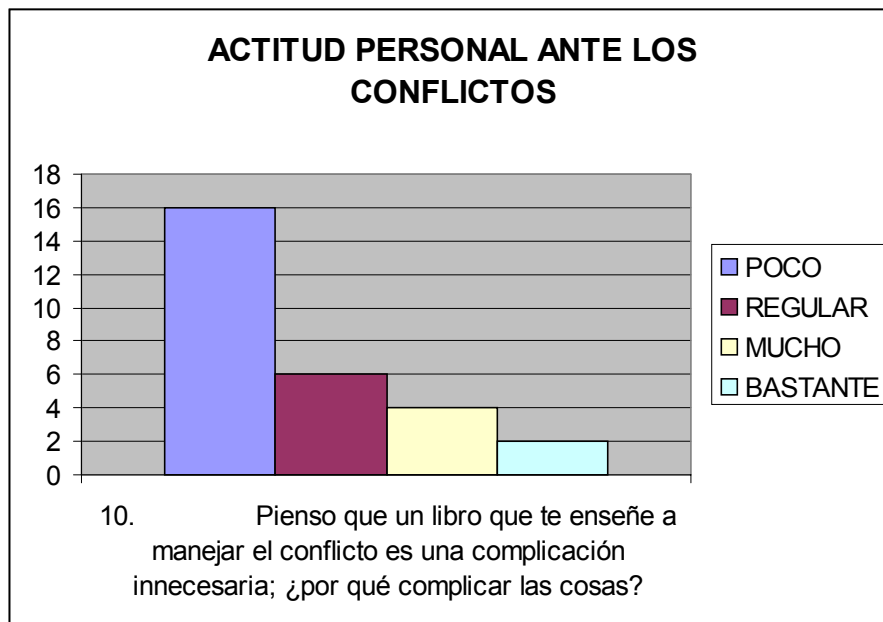 ACTITUD PERSONAL ANTE LOS
CONFLICTOS
18
16
14
12
10
8
6
4
2
0
POCO
REGULAR
MUCHO
BASTANTE
10. Pienso que un libro que te enseñe a
manejar el conflicto es una complicación
innecesaria; ¿por qué complicar las cosas?